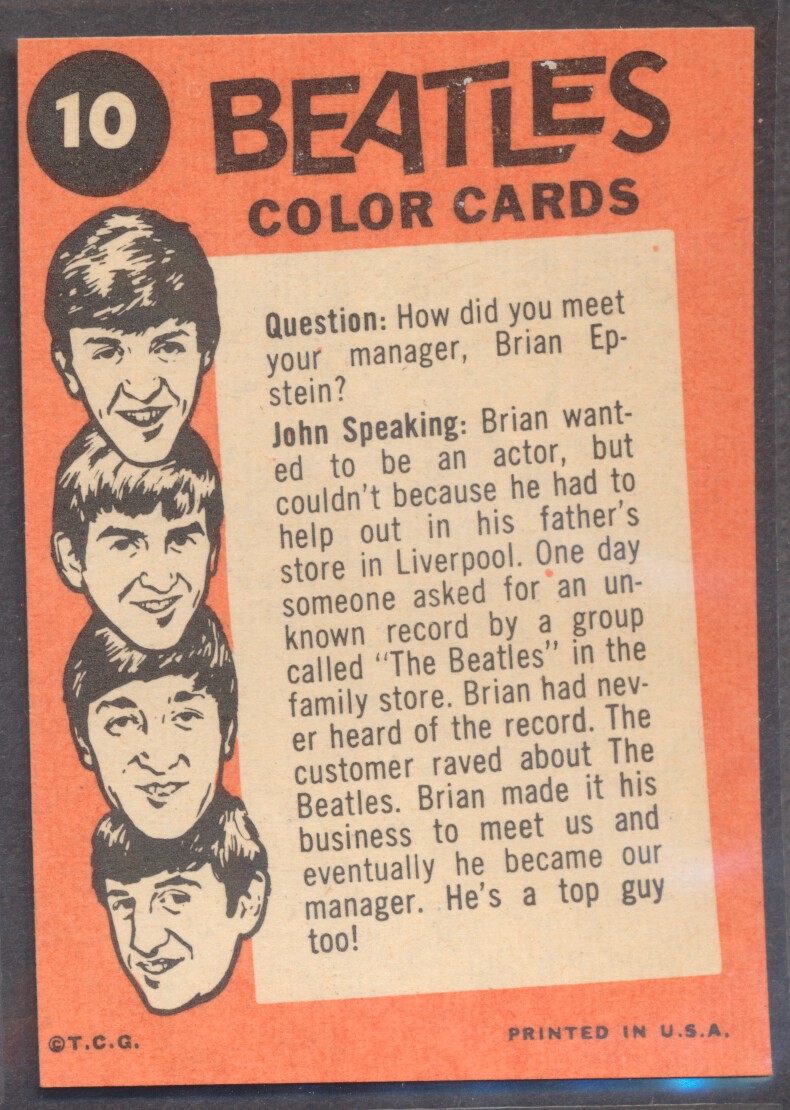 10
BEATLES
COLOR CARDS
Question: How did you meet
your manager, Brian Ep-
stein?
John Speaking: Brian want-
ed to be an actor, but
couldn't because he had to
help out in his father's
store in Liverpool. One day
someone asked for an un-
known record by a group
called "The Beatles" in the
family store. Brian had nev-
er heard of the record. The
customer raved about The
Beatles. Brian made it his
business to meet us and
eventually he became our
manager. He's a top guy
too!
©T.C.G.
PRINTED IN U.S.A.